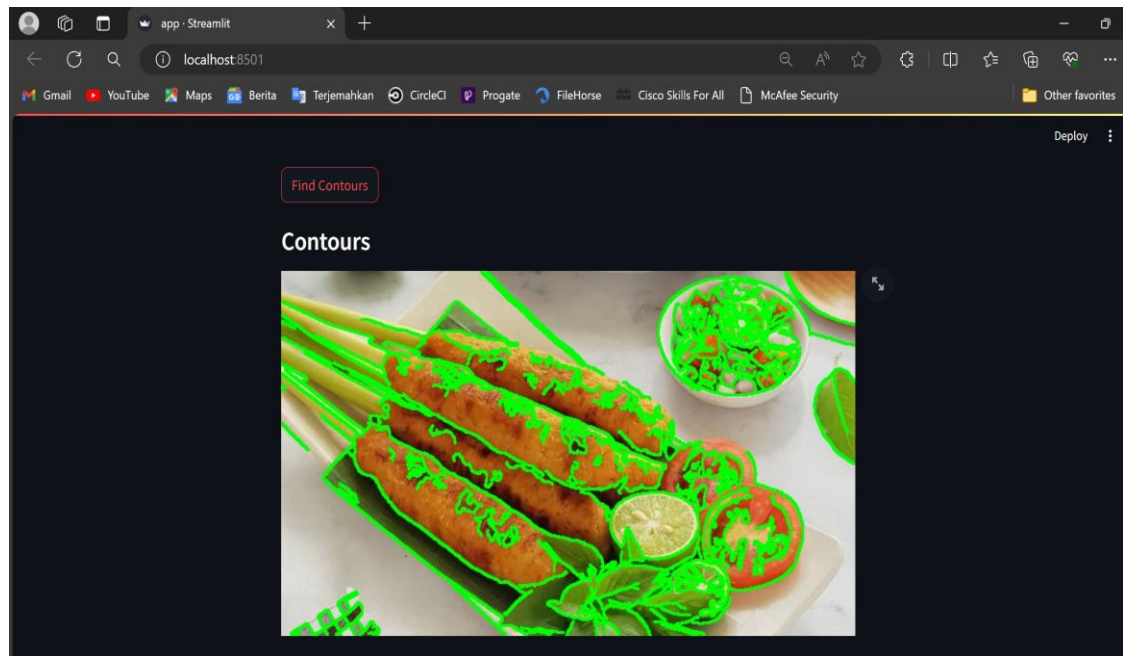 app · Streamlit
localhost:8501
Gmail YouTube Maps GB Berita Terjemahkan CircleCI Progate FileHorse Cisco Skills For All McAfee Security Other favorites
Deploy
Find Contours
Contours